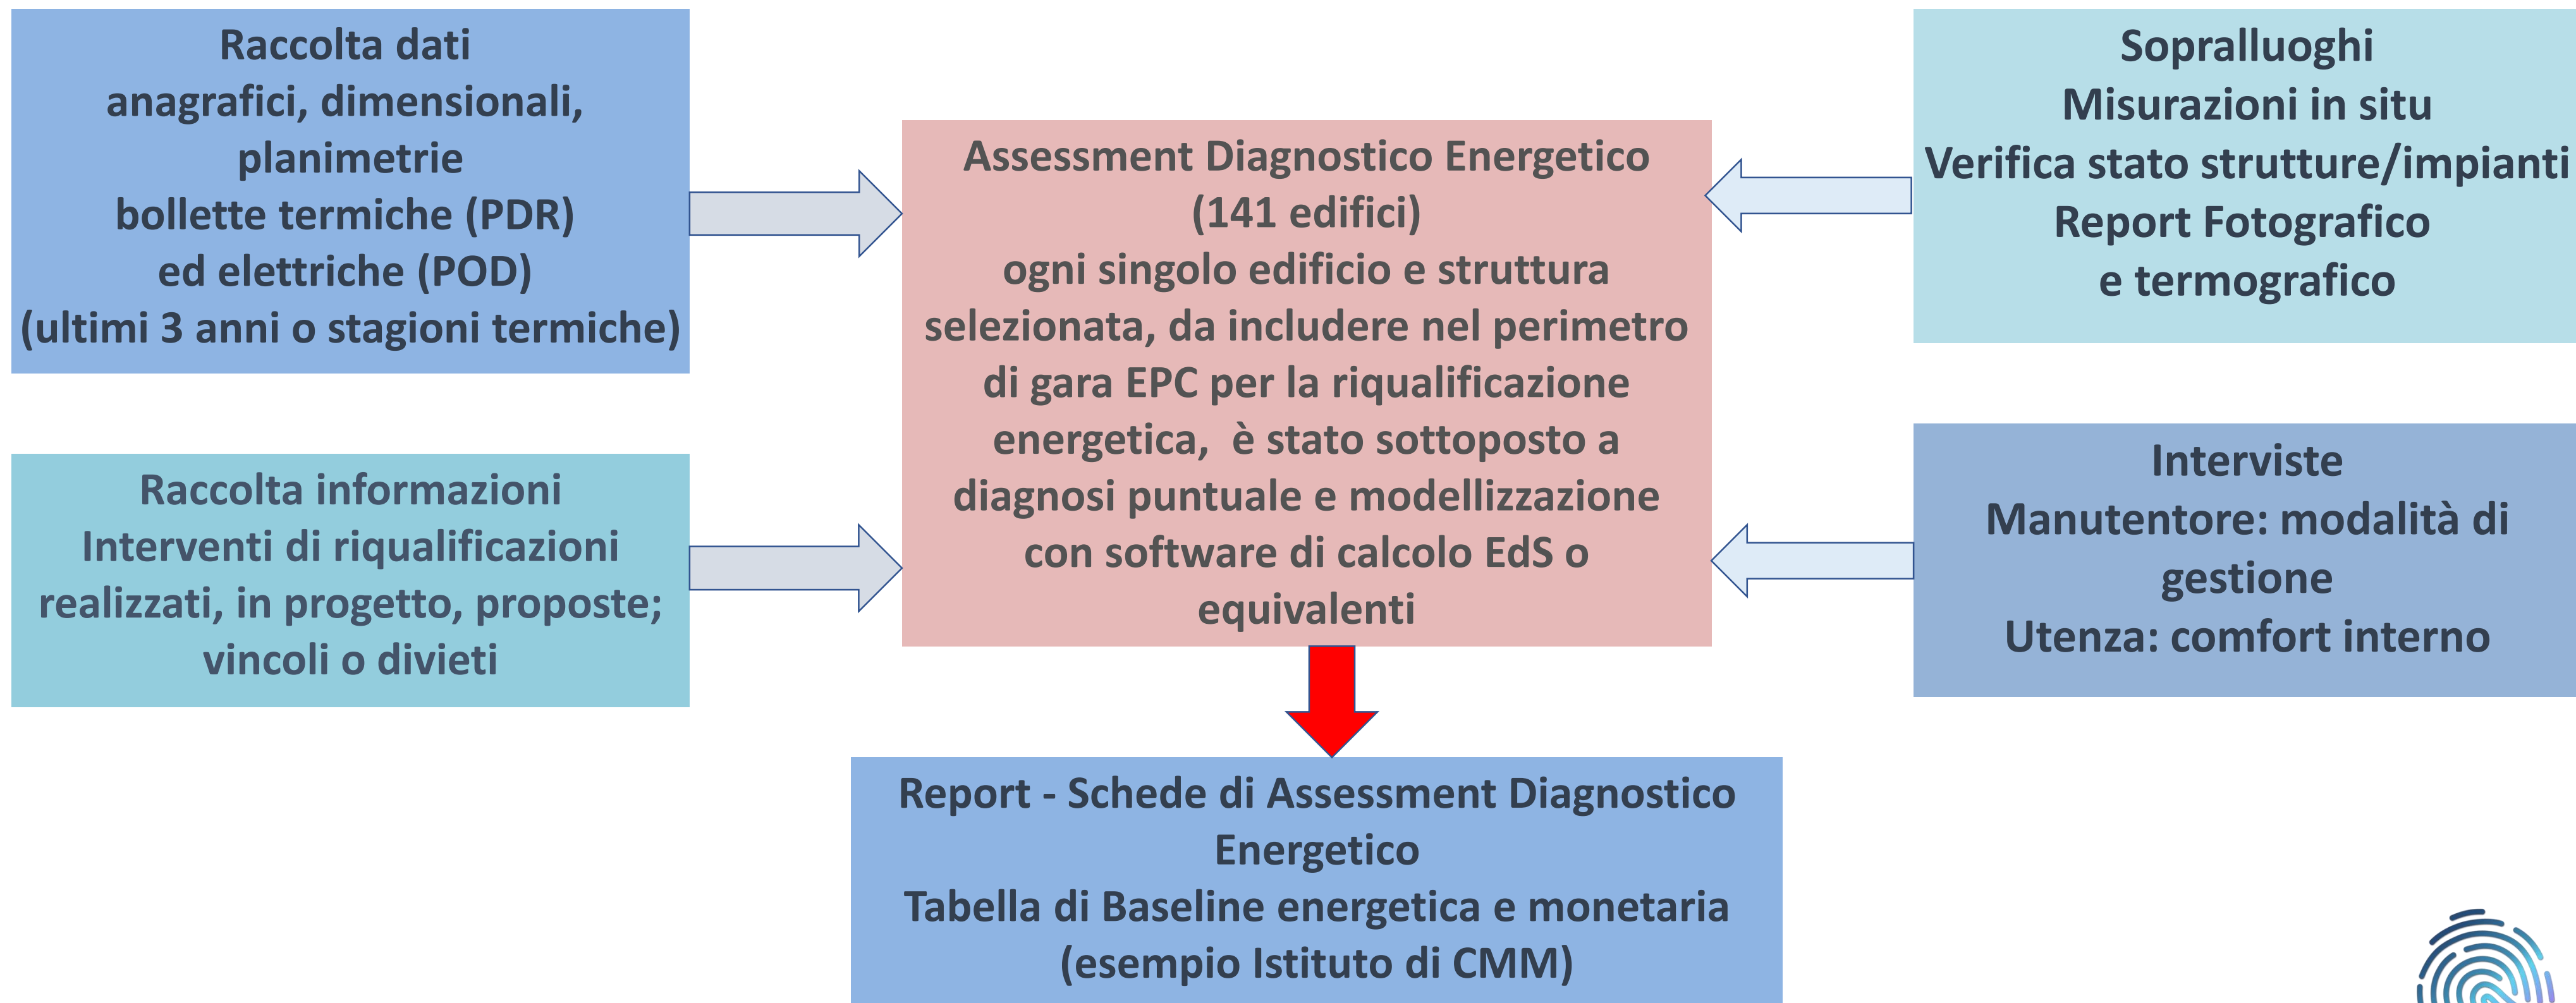 Raccolta dati
anagrafici, dimensionali,
planimetrie
bollette termiche (PDR)
ed elettriche (POD)
(ultimi 3 anni o stagioni termiche)
Raccolta informazioni
Interventi di riqualificazioni
realizzati, in progetto, proposte;
vincoli o divieti
Assessment Diagnostico Energetico
(141 edifici)
ogni singolo edificio e struttura
selezionata, da includere nel perimetro
di gara EPC per la riqualificazione
energetica,  è stato sottoposto a
diagnosi puntuale e modellizzazione
con software di calcolo EdS o
equivalenti
Sopralluoghi
Misurazioni in situ
Verifica stato strutture/impianti
Report Fotografico
e termografico
Interviste
Manutentore: modalità di
gestione
Utenza: comfort interno
Report - Schede di Assessment Diagnostico
Energetico
Tabella di Baseline energetica e monetaria
(esempio Istituto di CMM)